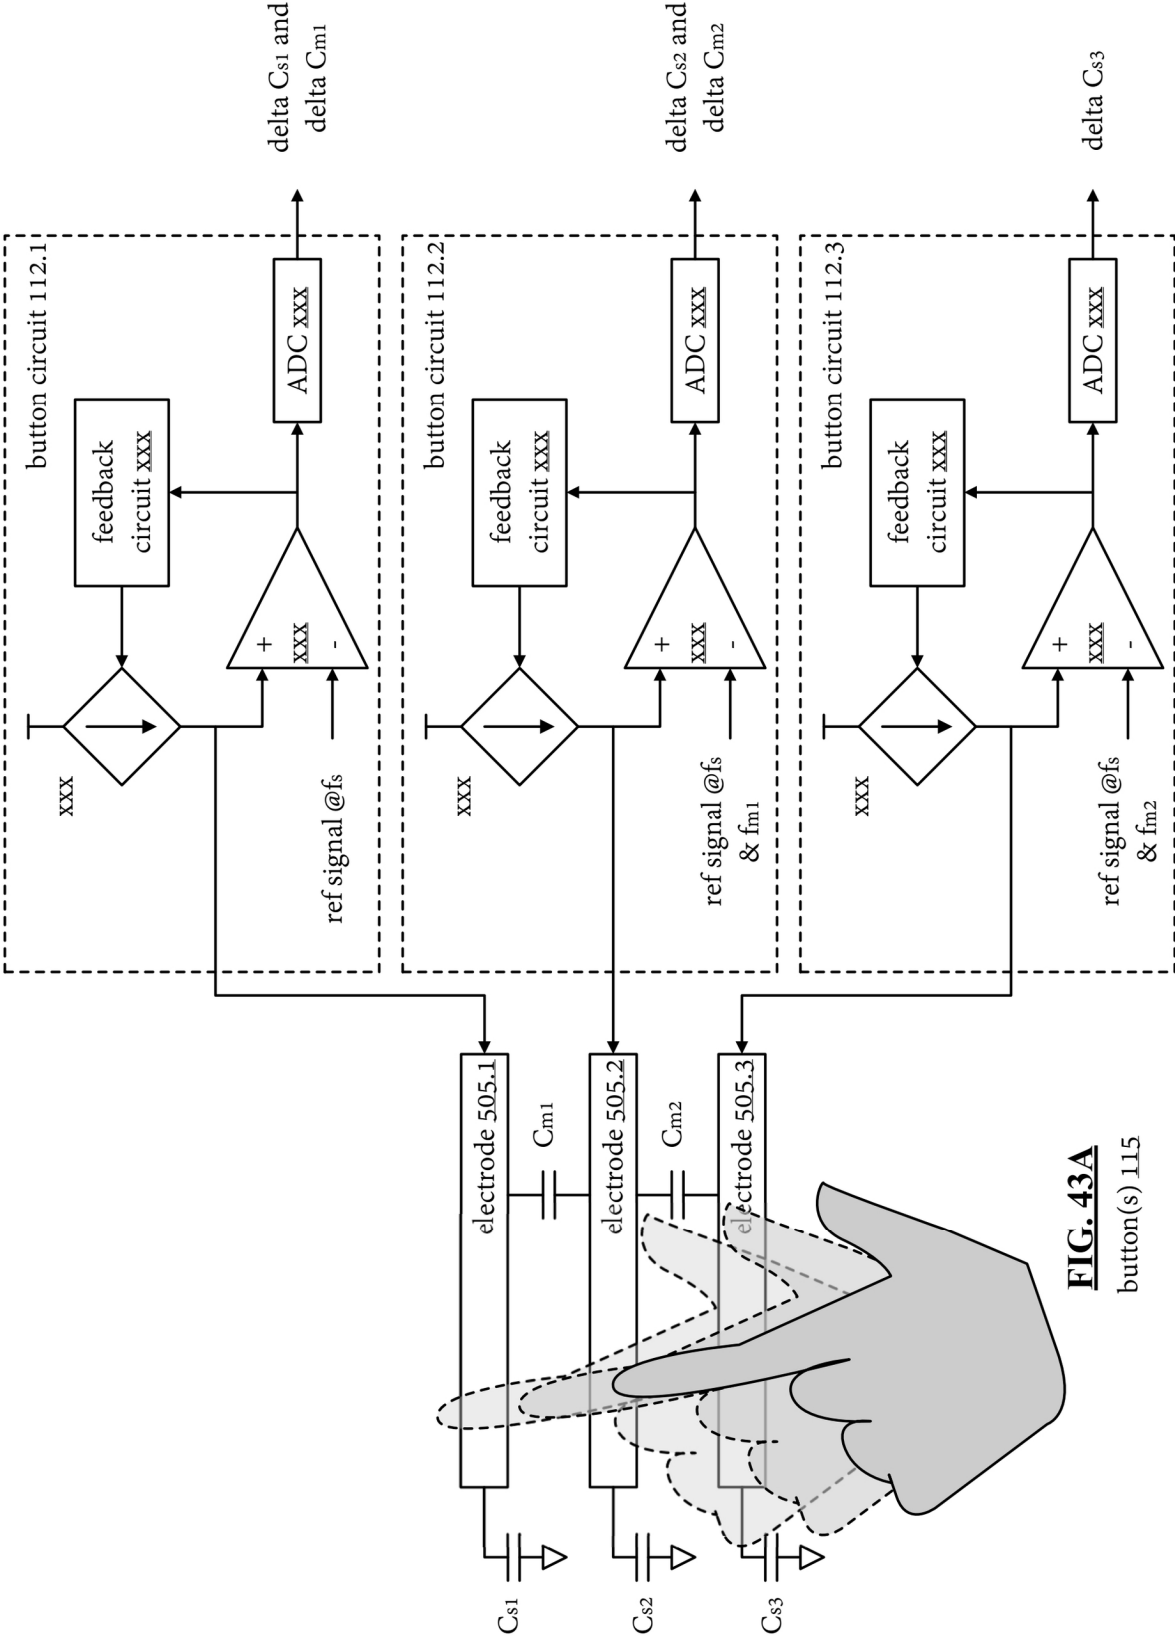 button circuit 112.1
feedback
circuit xxx
ADC xxx
delta Cs1 and
delta Cm1
xxx
+
xxx
-
ref signal @fs
button circuit 112.2
feedback
circuit xxx
ADC xxx
delta Cs2 and
delta Cm2
xxx
+
xxx
-
ref signal @fs
& fm1
button circuit 112.3
feedback
circuit xxx
ADC xxx
delta Cs3
xxx
+
xxx
-
ref signal @fs
& fm2
electrode 505.1
Cm1
electrode 505.2
Cm2
electrode 505.3
Cs1
Cs2
Cs3
FIG. 43A
button(s) 115